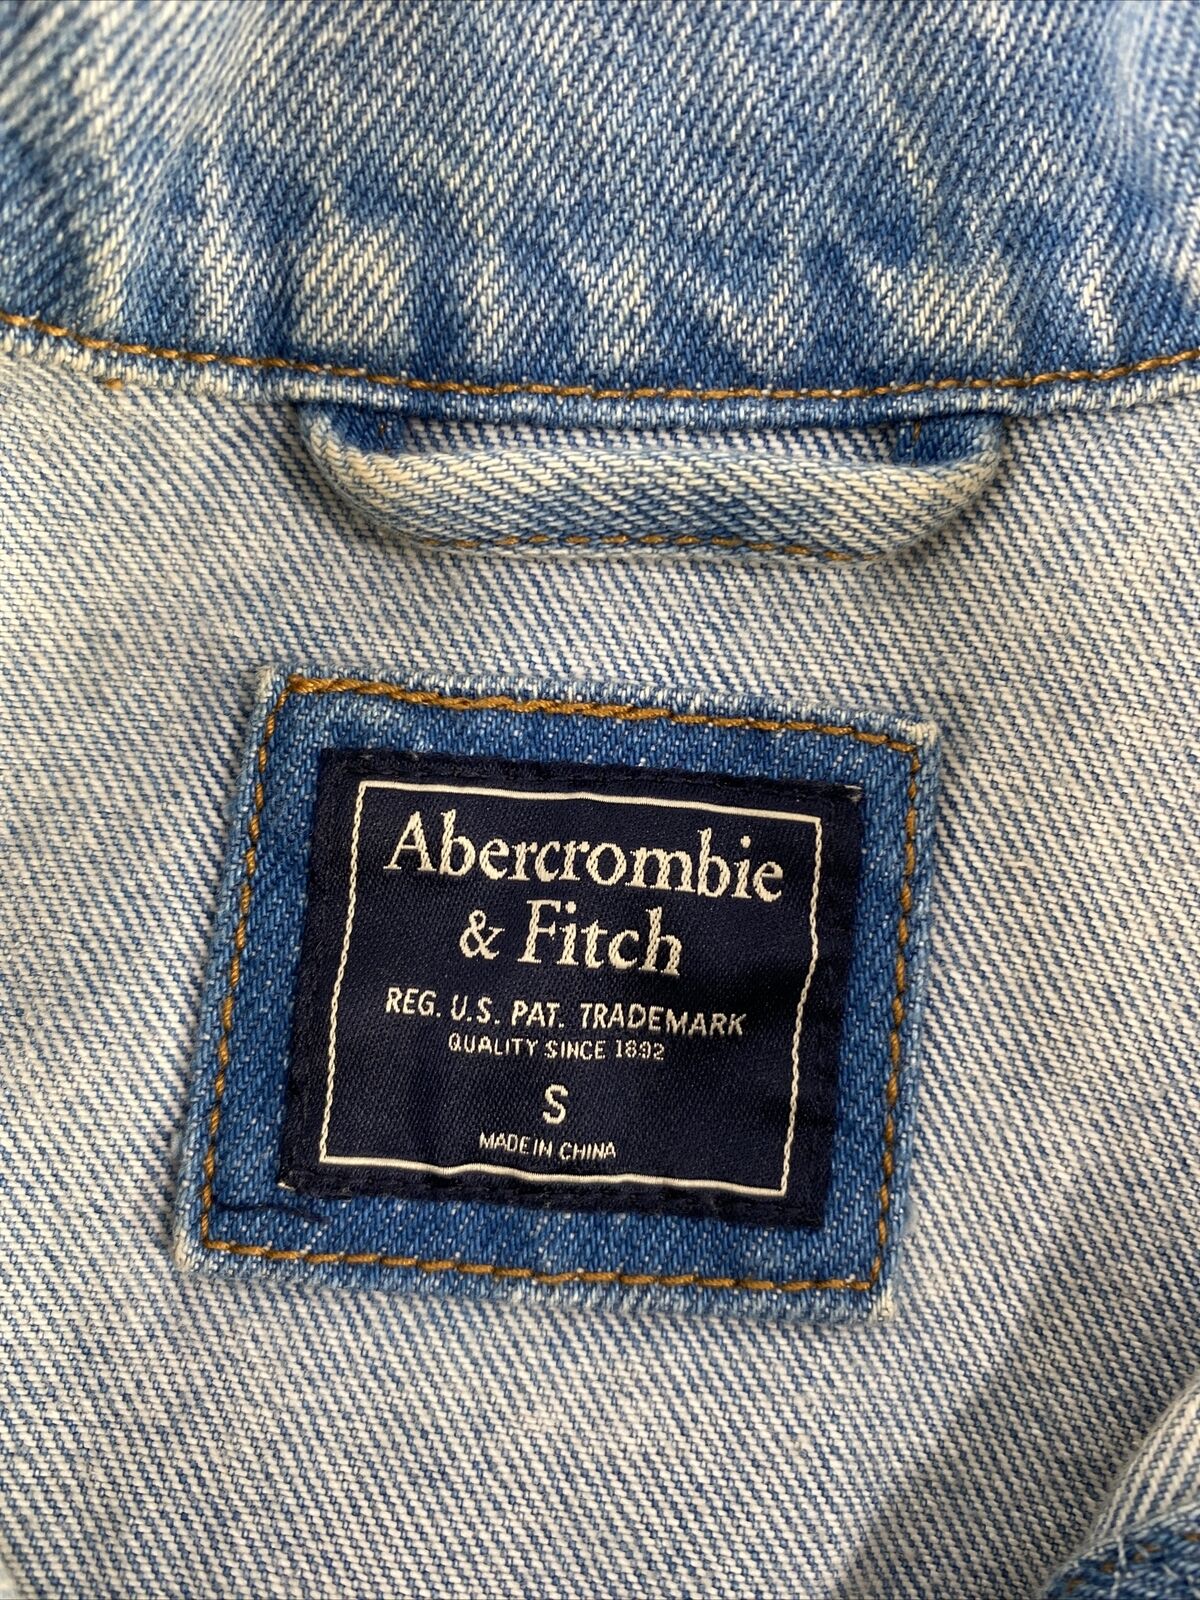 Abercrombie
& Fitch
REG. U.S. PAT. TRADEMARK
QUALITY SINCE 1892
S
MADE IN CHINA